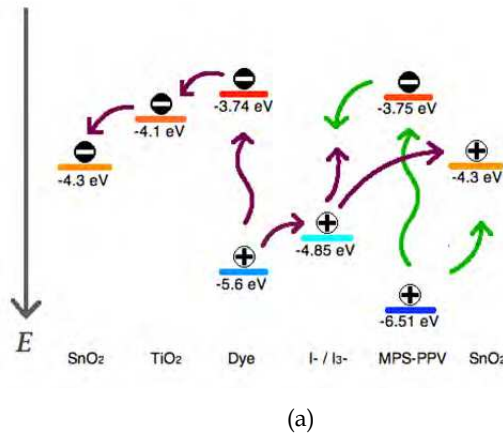 -3.74 eV
-3.75 eV
-4.1 eV
-4.3 eV
-4.3 eV
-4.85 eV
-5.6 eV
-6.51 eV
E
SnO₂ TiO₂ Dye I- / I₃- MPS-PPV SnO₂
(a)